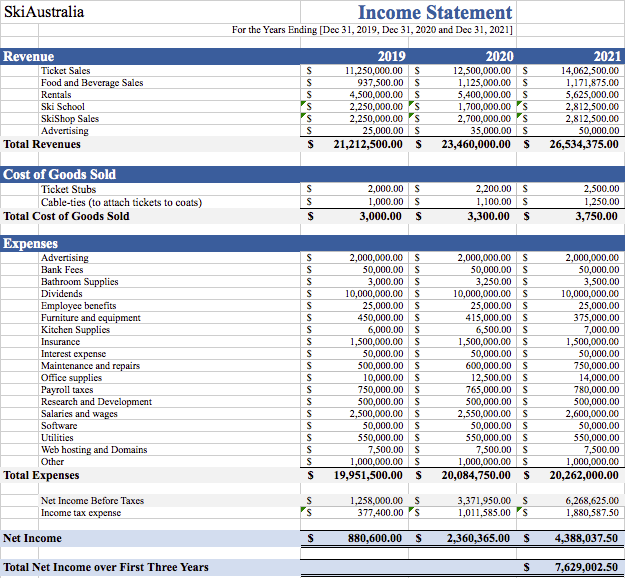 SkiAustralia Income Statement
For the Years Ending [Dec 31, 2019, Dec 31, 2020 and Dec 31, 2021]
Revenue 2019 2020 2021
Ticket Sales $ 11,250,000.00 $ 12,500,000.00 $ 14,062,500.00
Food and Beverage Sales $ 937,500.00 $ 1,125,000.00 $ 1,171,875.00
Rentals $ 4,500,000.00 $ 5,400,000.00 $ 5,625,000.00
Ski School $ 2,250,000.00 $ 1,700,000.00 $ 2,812,500.00
SkiShop Sales $ 2,250,000.00 $ 2,700,000.00 $ 2,812,500.00
Advertising $ 25,000.00 $ 35,000.00 $ 50,000.00
Total Revenues $ 21,212,500.00 $ 23,460,000.00 $ 26,534,375.00
Cost of Goods Sold
Ticket Stubs $ 2,000.00 $ 2,200.00 $ 2,500.00
Cable-ties (to attach tickets to coats) $ 1,000.00 $ 1,100.00 $ 1,250.00
Total Cost of Goods Sold $ 3,000.00 $ 3,300.00 $ 3,750.00
Expenses
Advertising $ 2,000,000.00 $ 2,000,000.00 $ 2,000,000.00
Bank Fees $ 50,000.00 $ 50,000.00 $ 50,000.00
Bathroom Supplies $ 3,000.00 $ 3,250.00 $ 3,500.00
Dividends $ 10,000,000.00 $ 10,000,000.00 $ 10,000,000.00
Employee benefits $ 25,000.00 $ 25,000.00 $ 25,000.00
Furniture and equipment $ 450,000.00 $ 415,000.00 $ 375,000.00
Kitchen Supplies $ 6,000.00 $ 6,500.00 $ 7,000.00
Insurance $ 1,500,000.00 $ 1,500,000.00 $ 1,500,000.00
Interest expense $ 50,000.00 $ 50,000.00 $ 50,000.00
Maintenance and repairs $ 500,000.00 $ 600,000.00 $ 750,000.00
Office supplies $ 10,000.00 $ 12,500.00 $ 14,000.00
Payroll taxes $ 750,000.00 $ 765,000.00 $ 780,000.00
Research and Development $ 500,000.00 $ 500,000.00 $ 500,000.00
Salaries and wages $ 2,500,000.00 $ 2,550,000.00 $ 2,600,000.00
Software $ 50,000.00 $ 50,000.00 $ 50,000.00
Utilities $ 550,000.00 $ 550,000.00 $ 550,000.00
Web hosting and Domains $ 7,500.00 $ 7,500.00 $ 7,500.00
Other $ 1,000,000.00 $ 1,000,000.00 $ 1,000,000.00
Total Expenses $ 19,951,500.00 $ 20,084,750.00 $ 20,262,000.00
Net Income Before Taxes $ 1,258,000.00 $ 3,371,950.00 $ 6,268,625.00
Income tax expense $ 377,400.00 $ 1,011,585.00 $ 1,880,587.50
Net Income $ 880,600.00 $ 2,360,365.00 $ 4,388,037.50
Total Net Income over First Three Years $ 7,629,002.50